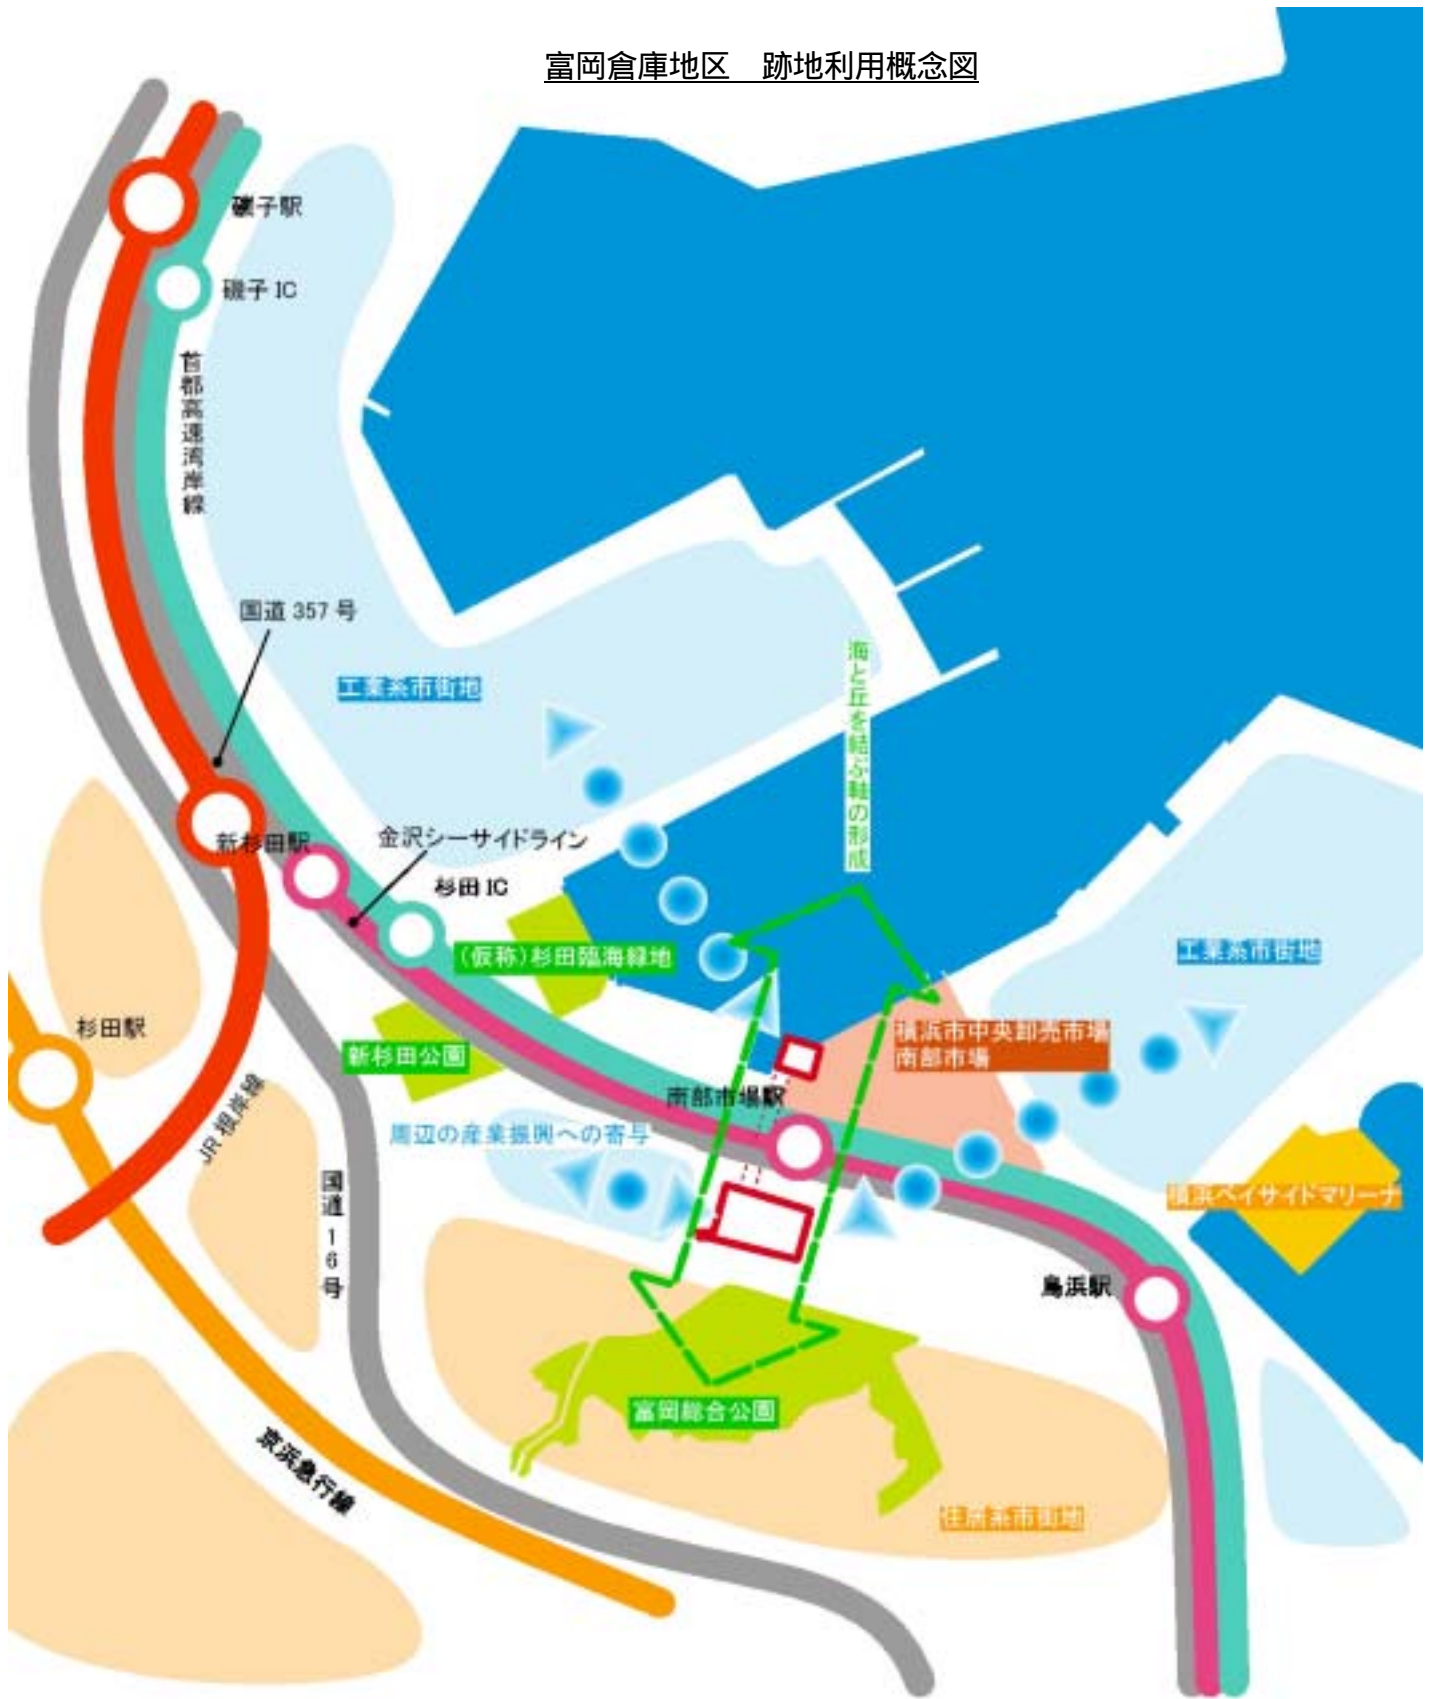 富岡倉庫地区　跡地利用概念図
磯子駅
磯子 IC
首都高速湾岸線
国道 357 号
工業系市街地
海と丘を結ぶ軸の形成
新杉田駅
金沢シーサイドライン
杉田 IC
(仮称)杉田臨海緑地
工業系市街地
杉田駅
新杉田公園
横浜市中央卸売市場
南部市場
南部市場駅
JR 根岸線
周辺の産業振興への寄与
国道16号
横浜ベイサイドマリーナ
鳥浜駅
富岡総合公園
京浜急行線
住居系市街地